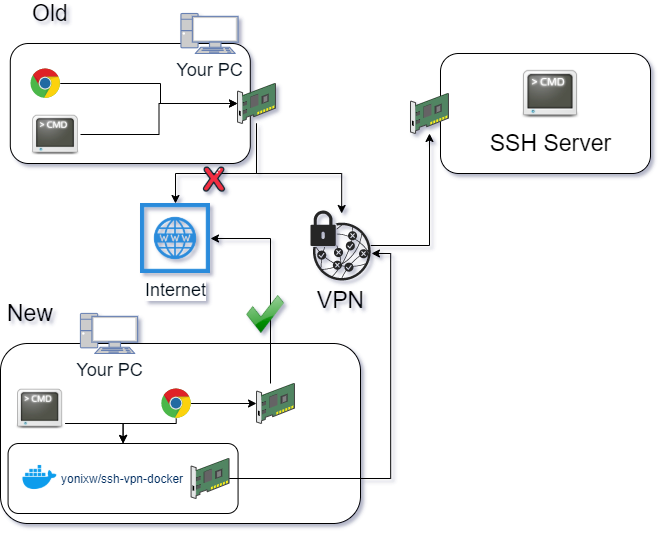 Old
Your PC
> CMD
> CMD
SSH Server
WWW
Internet
VPN
New
Your PC
> CMD
yonixw/ssh-vpn-docker